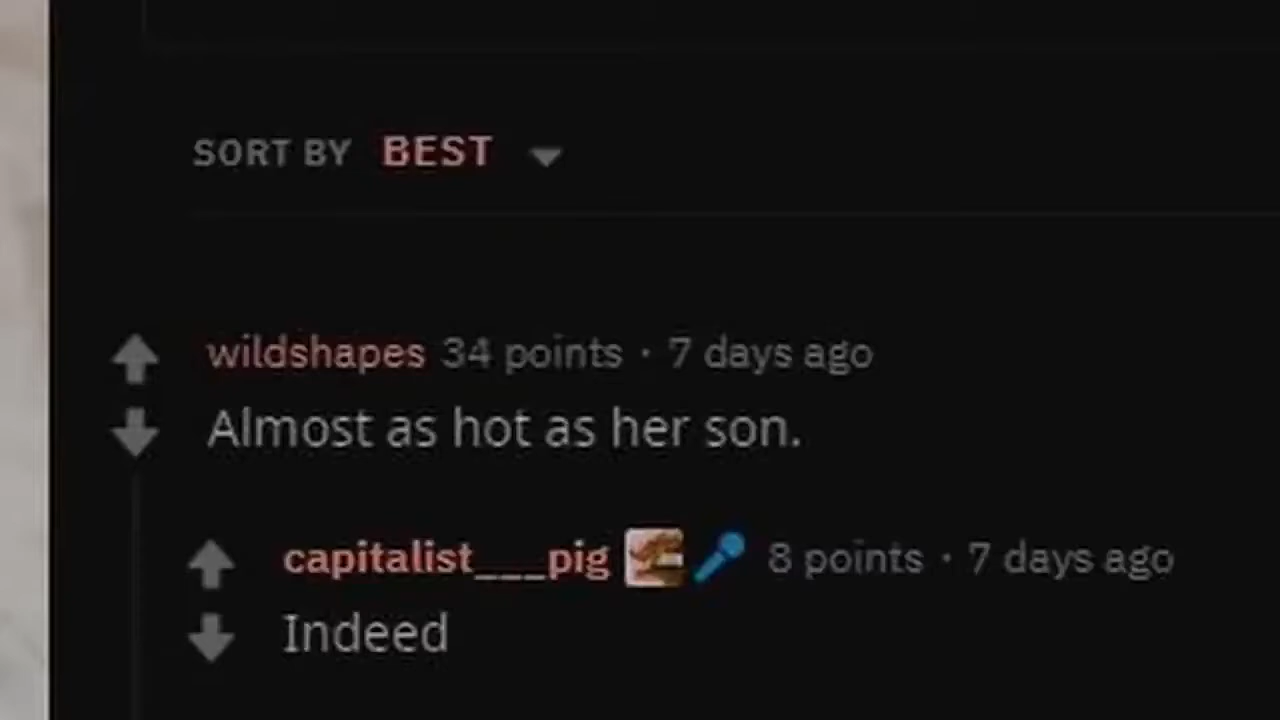 SORT BY BEST
wildshapes 34 points · 7 days ago
Almost as hot as her son.
capitalist___pig 8 points · 7 days ago
Indeed